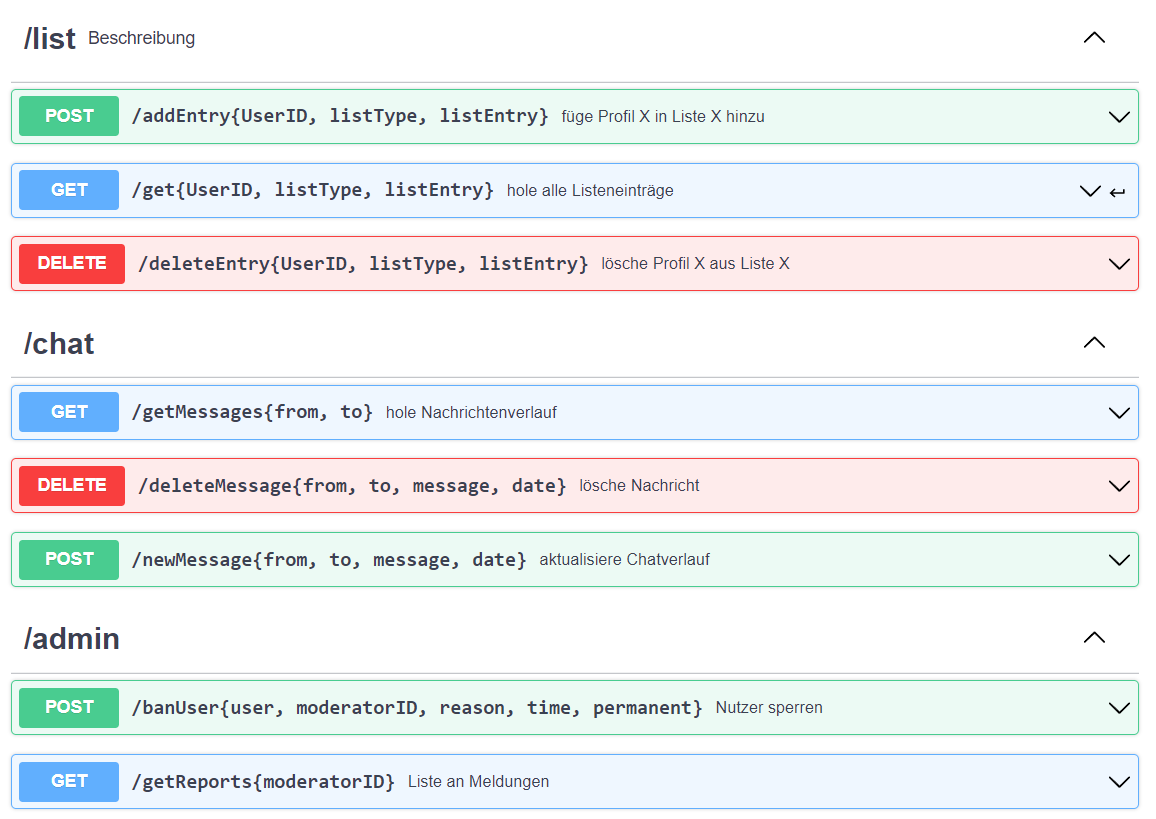 /list Beschreibung
POST /addEntry{UserID, listType, listEntry} füge Profil X in Liste X hinzu
GET /get{UserID, listType, listEntry} hole alle Listeneinträge
DELETE /deleteEntry{UserID, listType, listEntry} lösche Profil X aus Liste X
/chat
GET /getMessages{from, to} hole Nachrichtenverlauf
DELETE /deleteMessage{from, to, message, date} lösche Nachricht
POST /newMessage{from, to, message, date} aktualisiere Chatverlauf
/admin
POST /banUser{user, moderatorID, reason, time, permanent} Nutzer sperren
GET /getReports{moderatorID} Liste an Meldungen